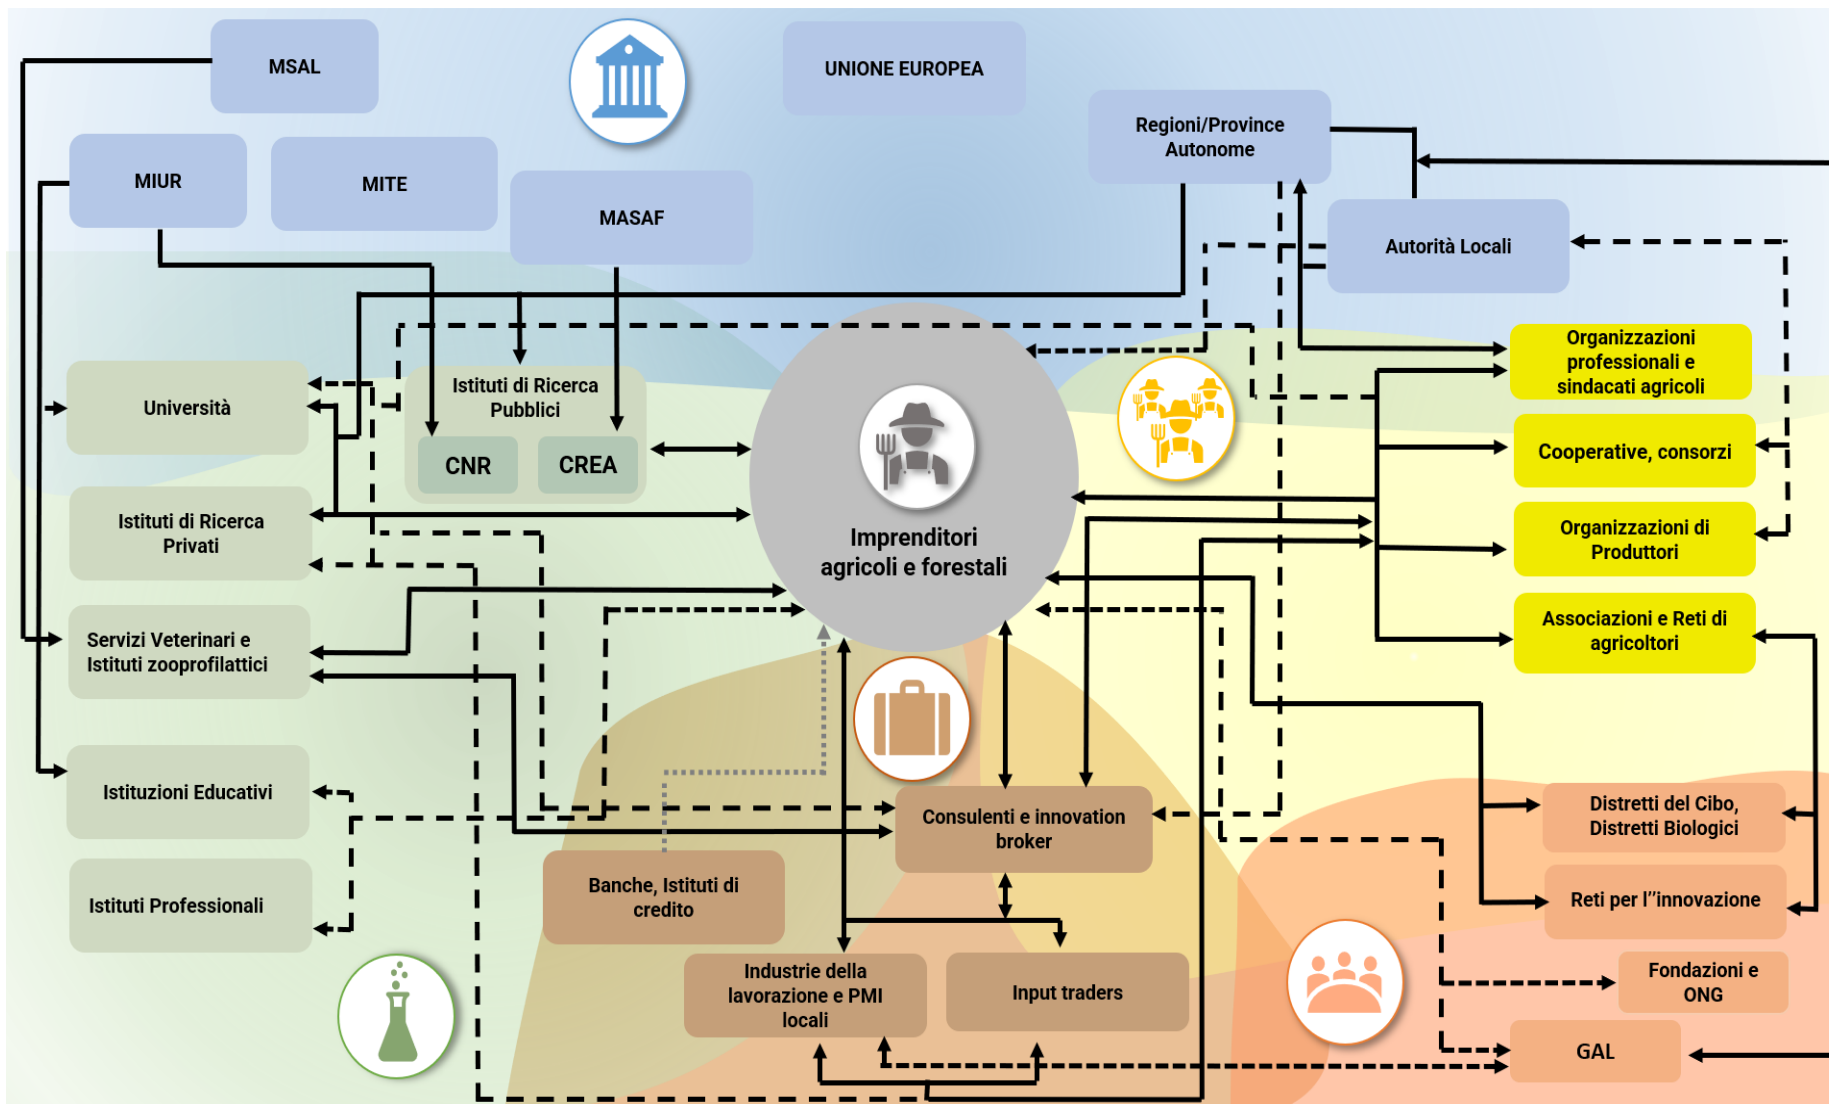 MSAL
UNIONE EUROPEA
Regioni/Province
Autonome
MIUR
MITE
MASAF
Autorità Locali
Organizzazioni
professionali e
sindacati agricoli
Università
Istituti di Ricerca
Pubblici
CNR
CREA
Cooperative, consorzi
Istituti di Ricerca
Privati
Imprenditori
agricoli e forestali
Organizzazioni di
Produttori
Servizi Veterinari e
Istituti zooprofilattici
Associazioni e Reti di
agricoltori
Istituzioni Educativi
Consulenti e innovation
broker
Distretti del Cibo,
Distretti Biologici
Istituti Professionali
Banche, Istituti di
credito
Reti per l’’innovazione
Industrie della
lavorazione e PMI
locali
Input traders
Fondazioni e
ONG
GAL